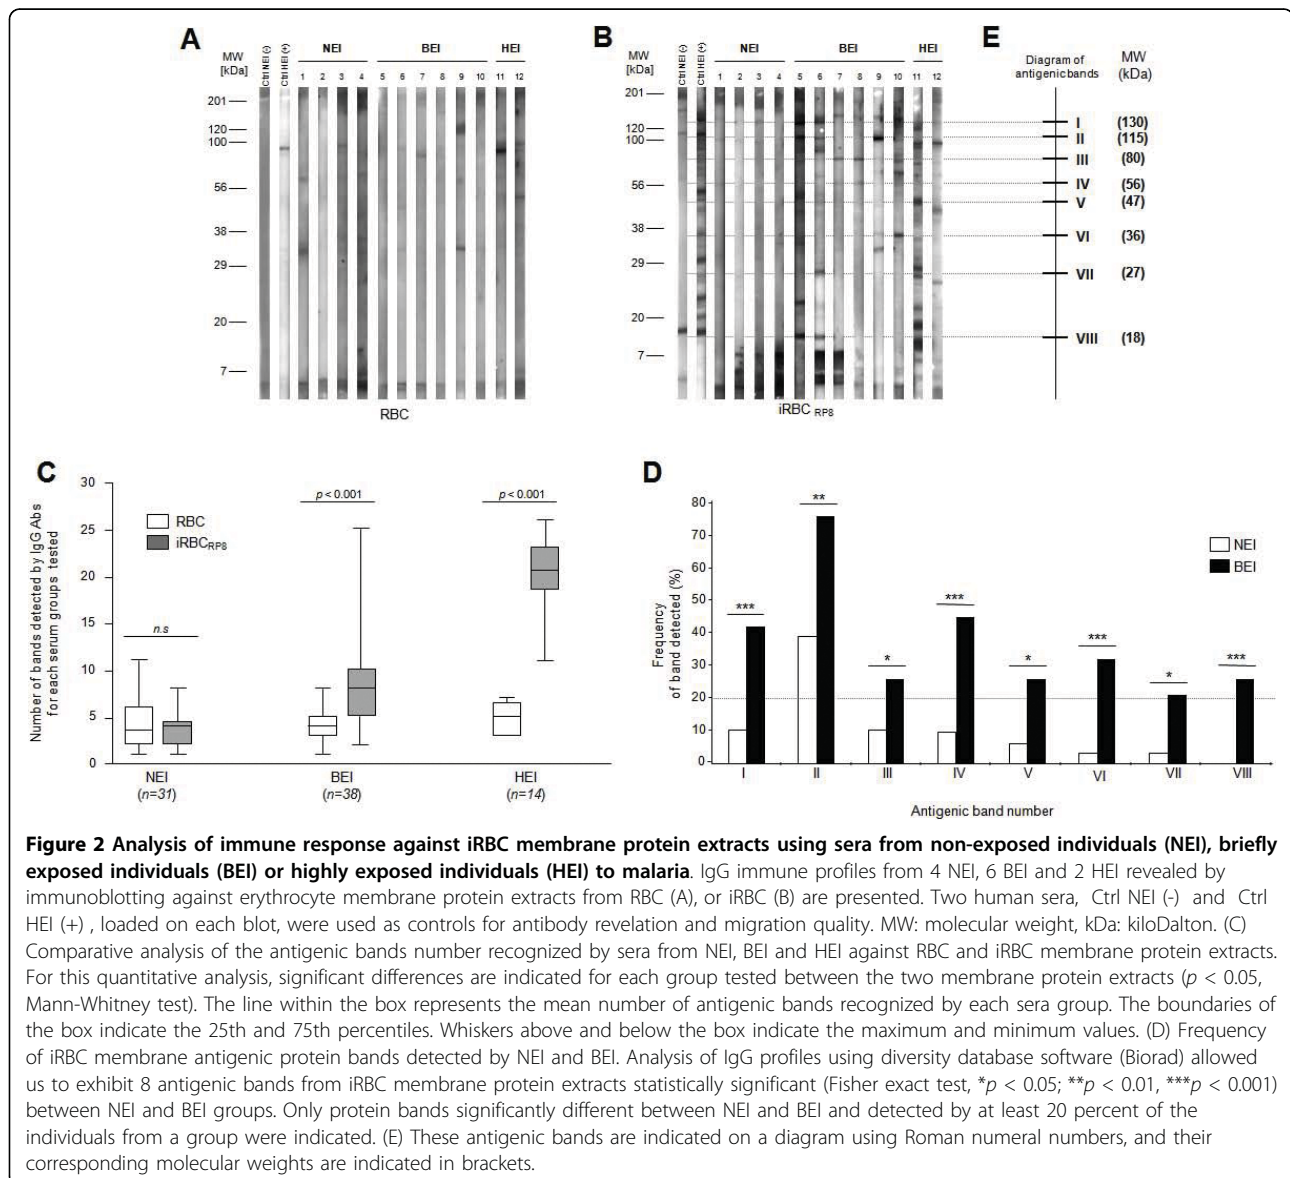 A
MW
[kDa]
Ctrl NEI (-)
Ctrl HEI (+)
NEI
BEI
HEI
1 2 3 4 5 6 7 8 9 10 11 12
201
120
100
56
38
29
20
7
RBC
B
MW
[kDa]
Ctrl NEI (-)
Ctrl HEI (+)
NEI
BEI
HEI
1 2 3 4 5 6 7 8 9 10 11 12
201
120
100
56
38
29
20
7
iRBC RP8
E
Diagram of
antigenic bands
MW
(kDa)
I (130)
II (115)
III (80)
IV (56)
V (47)
VI (36)
VII (27)
VIII (18)
C
Number of bands detected by IgG Abs
for each serum groups tested
30
25
20
15
10
5
0
RBC
iRBCRP8
n.s
p < 0.001
p < 0.001
NEI
(n=31)
BEI
(n=38)
HEI
(n=14)
D
Frequency
of band detected (%)
80
70
60
50
40
30
20
10
0
NEI
BEI
*** ** * *** * *** * ***
I II III IV V VI VII VIII
Antigenic band number
Figure 2 Analysis of immune response against iRBC membrane protein extracts using sera from non-exposed individuals (NEI), briefly
exposed individuals (BEI) or highly exposed individuals (HEI) to malaria. IgG immune profiles from 4 NEI, 6 BEI and 2 HEI revealed by
immunoblotting against erythrocyte membrane protein extracts from RBC (A), or iRBC (B) are presented. Two human sera, Ctrl NEI (-) and Ctrl
HEI (+) , loaded on each blot, were used as controls for antibody revelation and migration quality. MW: molecular weight, kDa: kiloDalton. (C)
Comparative analysis of the antigenic bands number recognized by sera from NEI, BEI and HEI against RBC and iRBC membrane protein extracts.
For this quantitative analysis, significant differences are indicated for each group tested between the two membrane protein extracts (p < 0.05,
Mann-Whitney test). The line within the box represents the mean number of antigenic bands recognized by each sera group. The boundaries of
the box indicate the 25th and 75th percentiles. Whiskers above and below the box indicate the maximum and minimum values. (D) Frequency
of iRBC membrane antigenic protein bands detected by NEI and BEI. Analysis of IgG profiles using diversity database software (Biorad) allowed
us to exhibit 8 antigenic bands from iRBC membrane protein extracts statistically significant (Fisher exact test, *p < 0.05; **p < 0.01, ***p < 0.001)
between NEI and BEI groups. Only protein bands significantly different between NEI and BEI and detected by at least 20 percent of the
individuals from a group were indicated. (E) These antigenic bands are indicated on a diagram using Roman numeral numbers, and their
corresponding molecular weights are indicated in brackets.